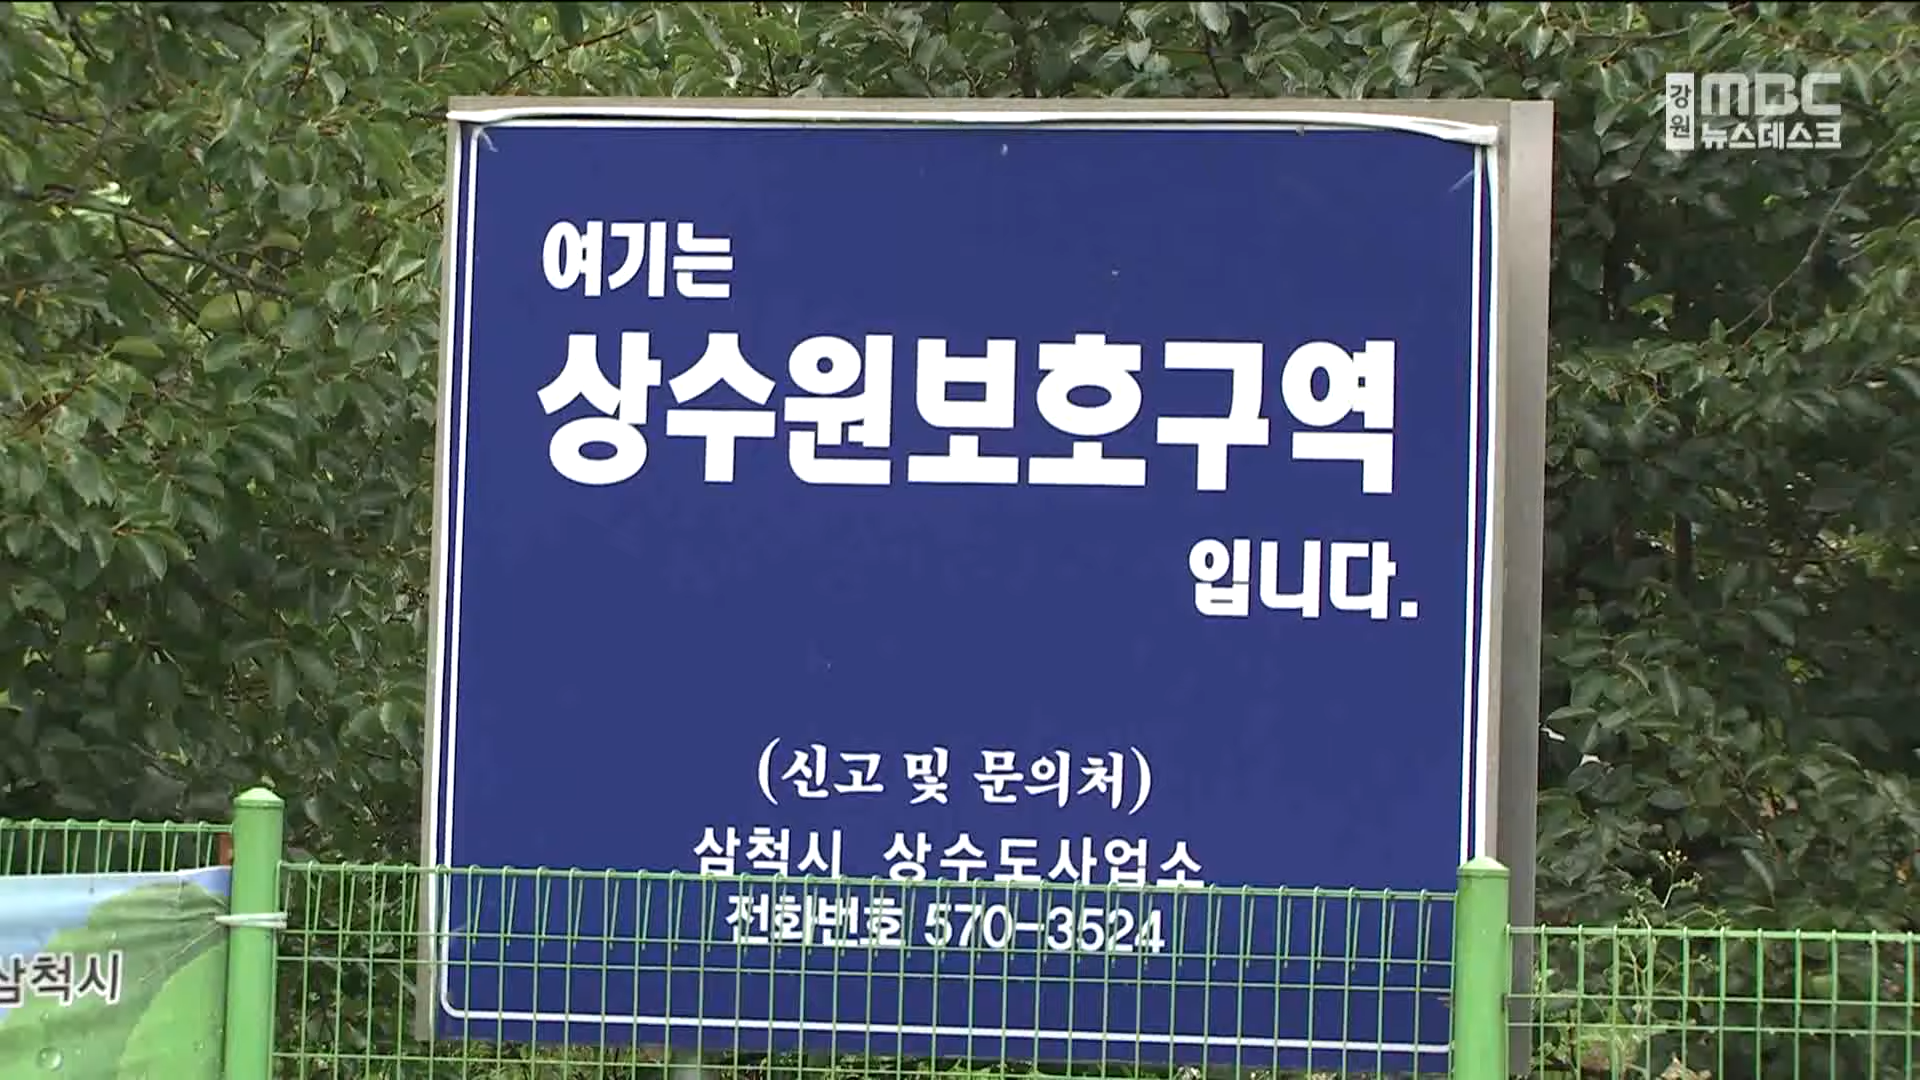 강원 MBC
뉴스데스크
여기는
상수원보호구역
입니다.
(신고 및 문의처)
삼척시 상수도사업소
전화번호 570-3524
삼척시